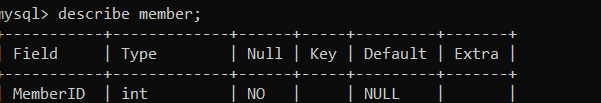 mysql> describe member;
+-----------+-------------+------+-----+---------+-------+
| Field     | Type        | Null | Key | Default | Extra |
+-----------+-------------+------+-----+---------+-------+
| MemberID  | int         | NO   |     | NULL    |       |